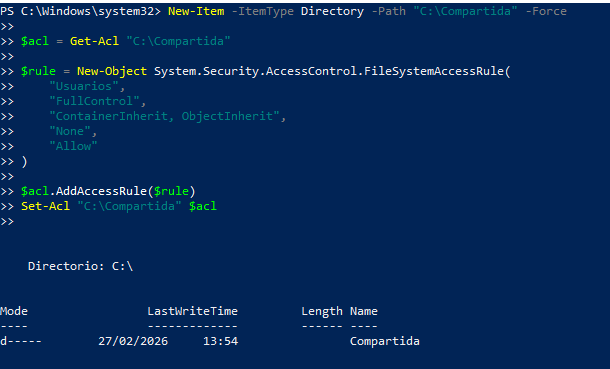 PS C:\Windows\system32> New-Item -ItemType Directory -Path "C:\Compartida" -Force
>>
>> $acl = Get-Acl "C:\Compartida"
>>
>> $rule = New-Object System.Security.AccessControl.FileSystemAccessRule(
>>     "Usuarios",
>>     "FullControl",
>>     "ContainerInherit, ObjectInherit",
>>     "None",
>>     "Allow"
>> )
>>
>> $acl.AddAccessRule($rule)
>> Set-Acl "C:\Compartida" $acl
>>
    Directorio: C:\
Mode                 LastWriteTime         Length Name
----                 -------------         ------ ----
d-----        27/02/2026     13:54                Compartida